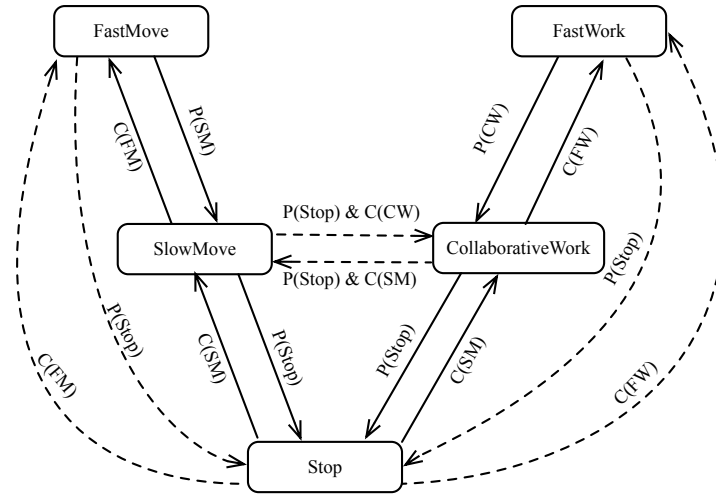 FastMove
FastWork
P(SM)
C(FM)
P(CW)
C(FW)
P(Stop) & C(CW)
SlowMove
CollaborativeWork
P(Stop) & C(SM)
P(Stop)
P(Stop)
C(FM)
C(SM)
P(Stop)
P(Stop)
C(SM)
C(FW)
Stop